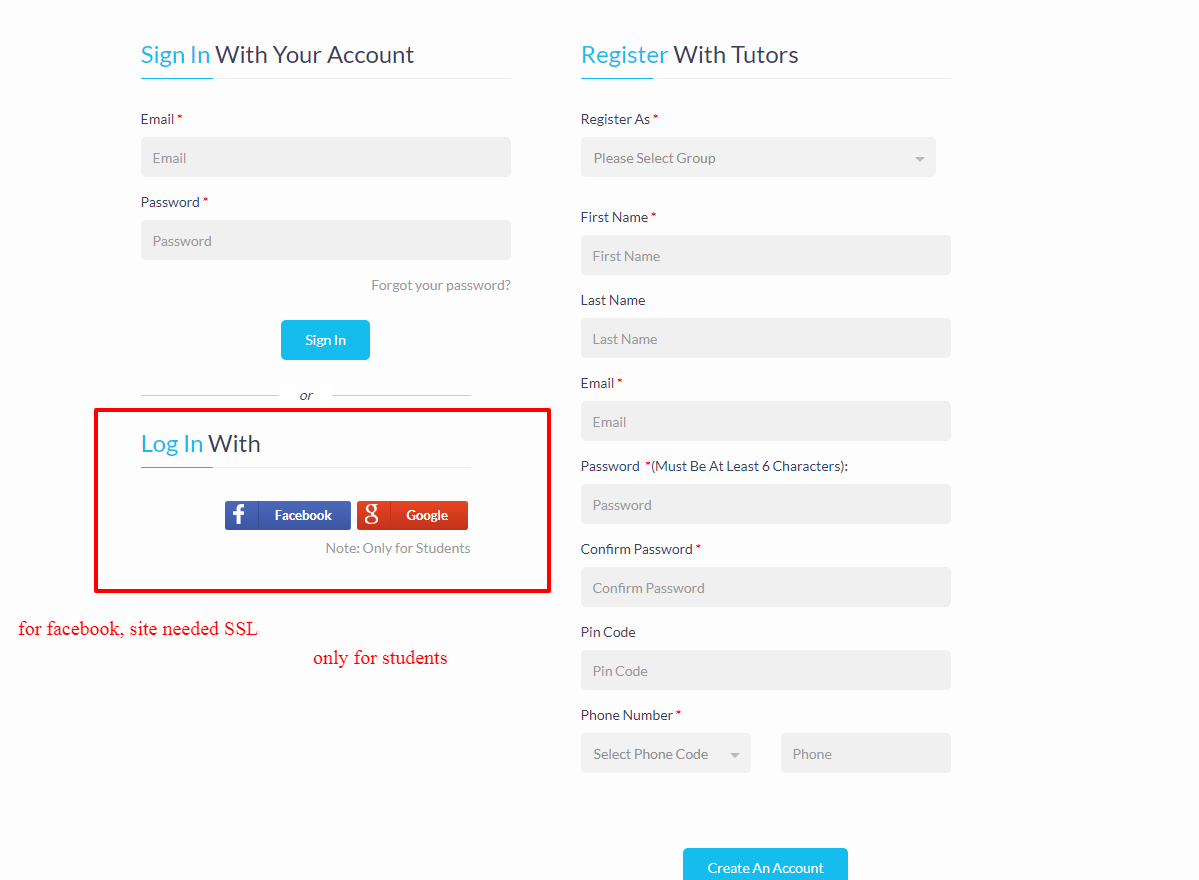 Sign In With Your Account
Email *
Email
Password *
Password
Forgot your password?
Sign In
or
Log In With
f Facebook
g Google
Note: Only for Students
for facebook, site needed SSL
only for students
Register With Tutors
Register As *
Please Select Group
First Name *
First Name
Last Name
Last Name
Email *
Email
Password *(Must Be At Least 6 Characters):
Password
Confirm Password *
Confirm Password
Pin Code
Pin Code
Phone Number *
Select Phone Code Phone
Create An Account